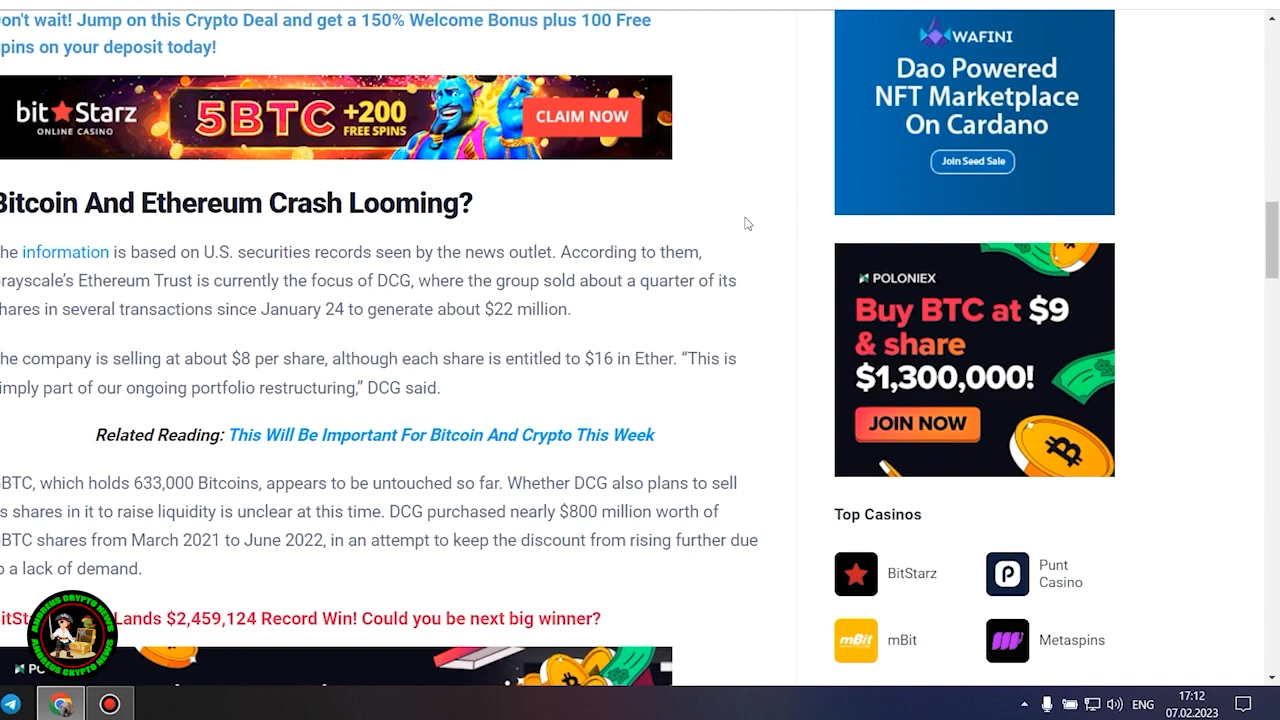 on't wait! Jump on this Crypto Deal and get a 150% Welcome Bonus plus 100 Free
pins on your deposit today!
bit Starz
ONLINE CASINO
5BTC +200
FREE SPINS
CLAIM NOW
Bitcoin And Ethereum Crash Looming?
he information is based on U.S. securities records seen by the news outlet. According to them,
rayscale's Ethereum Trust is currently the focus of DCG, where the group sold about a quarter of its
hares in several transactions since January 24 to generate about $22 million.
he company is selling at about $8 per share, although each share is entitled to $16 in Ether. “This is
imply part of our ongoing portfolio restructuring,” DCG said.
Related Reading: This Will Be Important For Bitcoin And Crypto This Week
BTC, which holds 633,000 Bitcoins, appears to be untouched so far. Whether DCG also plans to sell
s shares in it to raise liquidity is unclear at this time. DCG purchased nearly $800 million worth of
BTC shares from March 2021 to June 2022, in an attempt to keep the discount from rising further due
o a lack of demand.
itSt
Lands $2,459,124 Record Win! Could you be next big winner?
ANDREUS CRYPTO NEWS
ANDREUS CRYPTO NEWS
WAFINI
Dao Powered
NFT Marketplace
On Cardano
Join Seed Sale
POLONIEX
Buy BTC at $9
& share
$1,300,000!
JOIN NOW
Top Casinos
BitStarz
Punt
Casino
mBit
mBit
Metaspins
ENG
17:12
07.02.2023